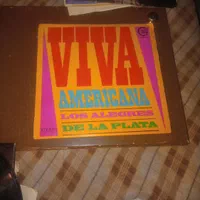 VIVA
AMERICANA
LOS ALEGRES
DE LA PLATA